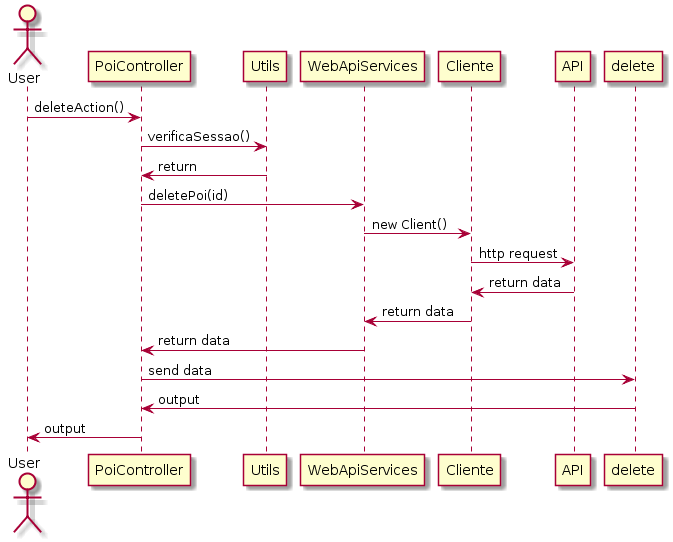 User
PoiController
Utils
WebApiServices
Cliente
API
delete
deleteAction()
verificaSessao()
return
deletePoi(id)
new Client()
http request
return data
return data
return data
send data
output
output
User
PoiController
Utils
WebApiServices
Cliente
API
delete